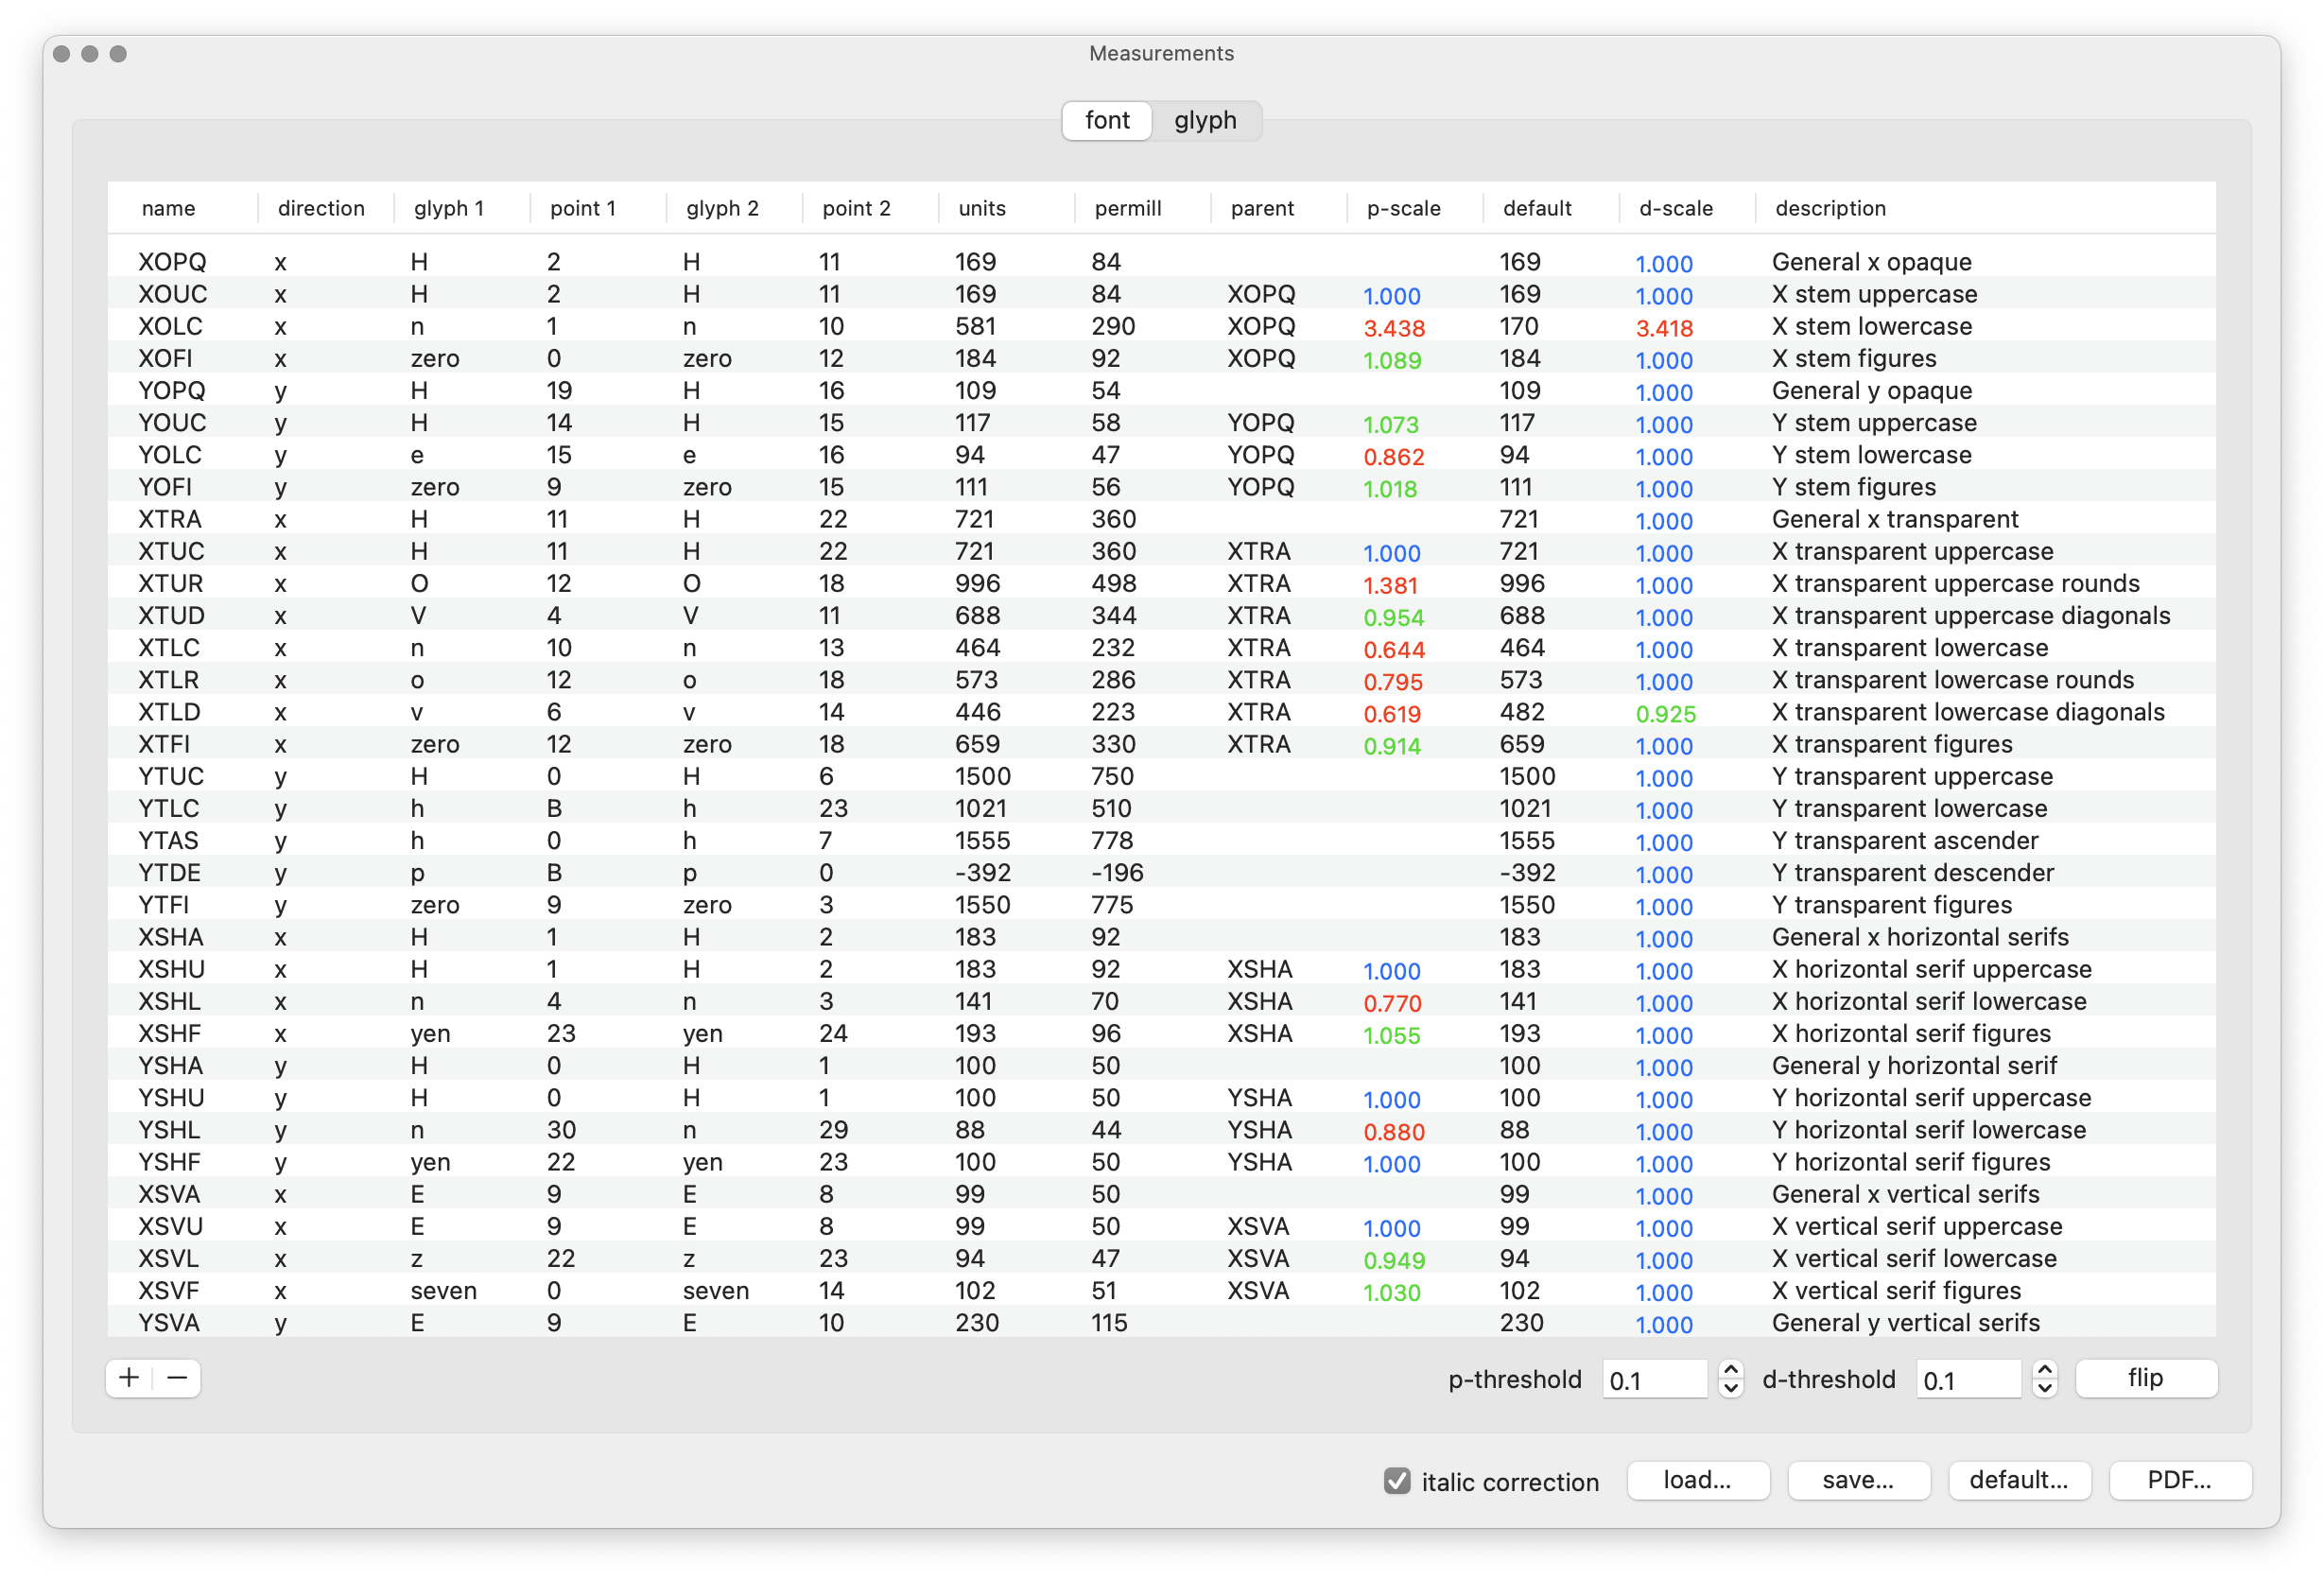 Measurements
font glyph
name direction glyph 1 point 1 glyph 2 point 2 units permill parent p-scale default d-scale description
XOPQ x H 2 H 11 169 84 169 1.000 General x opaque
XOUC x H 2 H 11 169 84 XOPQ 1.000 169 1.000 X stem uppercase
XOLC x n 1 n 10 581 290 XOPQ 3.438 170 3.418 X stem lowercase
XOFI x zero 0 zero 12 184 92 XOPQ 1.089 184 1.000 X stem figures
YOPQ y H 19 H 16 109 54 109 1.000 General y opaque
YOUC y H 14 H 15 117 58 YOPQ 1.073 117 1.000 Y stem uppercase
YOLC y e 15 e 16 94 47 YOPQ 0.862 94 1.000 Y stem lowercase
YOFI y zero 9 zero 15 111 56 YOPQ 1.018 111 1.000 Y stem figures
XTRA x H 11 H 22 721 360 721 1.000 General x transparent
XTUC x H 11 H 22 721 360 XTRA 1.000 721 1.000 X transparent uppercase
XTUR x O 12 O 18 996 498 XTRA 1.381 996 1.000 X transparent uppercase rounds
XTUD x V 4 V 11 688 344 XTRA 0.954 688 1.000 X transparent uppercase diagonals
XTLC x n 10 n 13 464 232 XTRA 0.644 464 1.000 X transparent lowercase
XTLR x o 12 o 18 573 286 XTRA 0.795 573 1.000 X transparent lowercase rounds
XTLD x v 6 v 14 446 223 XTRA 0.619 482 0.925 X transparent lowercase diagonals
XTFI x zero 12 zero 18 659 330 XTRA 0.914 659 1.000 X transparent figures
YTUC y H 0 H 6 1500 750 1500 1.000 Y transparent uppercase
YTLC y h B h 23 1021 510 1021 1.000 Y transparent lowercase
YTAS y h 0 h 7 1555 778 1555 1.000 Y transparent ascender
YTDE y p B p 0 -392 -196 -392 1.000 Y transparent descender
YTFI y zero 9 zero 3 1550 775 1550 1.000 Y transparent figures
XSHA x H 1 H 2 183 92 183 1.000 General x horizontal serifs
XSHU x H 1 H 2 183 92 XSHA 1.000 183 1.000 X horizontal serif uppercase
XSHL x n 4 n 3 141 70 XSHA 0.770 141 1.000 X horizontal serif lowercase
XSHF x yen 23 yen 24 193 96 XSHA 1.055 193 1.000 X horizontal serif figures
YSHA y H 0 H 1 100 50 100 1.000 General y horizontal serif
YSHU y H 0 H 1 100 50 YSHA 1.000 100 1.000 Y horizontal serif uppercase
YSHL y n 30 n 29 88 44 YSHA 0.880 88 1.000 Y horizontal serif lowercase
YSHF y yen 22 yen 23 100 50 YSHA 1.000 100 1.000 Y horizontal serif figures
XSVA x E 9 E 8 99 50 99 1.000 General x vertical serifs
XSVU x E 9 E 8 99 50 XSVA 1.000 99 1.000 X vertical serif uppercase
XSVL x z 22 z 23 94 47 XSVA 0.949 94 1.000 X vertical serif lowercase
XSVF x seven 0 seven 14 102 51 XSVA 1.030 102 1.000 X vertical serif figures
YSVA y E 9 E 10 230 115 230 1.000 General y vertical serifs
+ − p-threshold 0.1 d-threshold 0.1 flip
italic correction load... save... default... PDF...